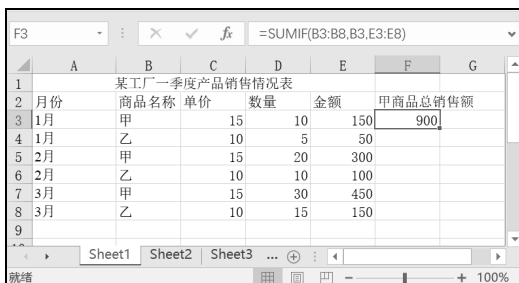 F3 fx =SUMIF(B3:B8,B3,E3:E8)
A B C D E F G
1 某工厂一季度产品销售情况表
2 月份 商品名称 单价 数量 金额 甲商品总销售额
3 1月 甲 15 10 150 900
4 1月 乙 10 5 50
5 2月 甲 15 20 300
6 2月 乙 10 10 100
7 3月 甲 15 30 450
8 3月 乙 10 15 150
9
Sheet1 Sheet2 Sheet3 ...
就绪 100%